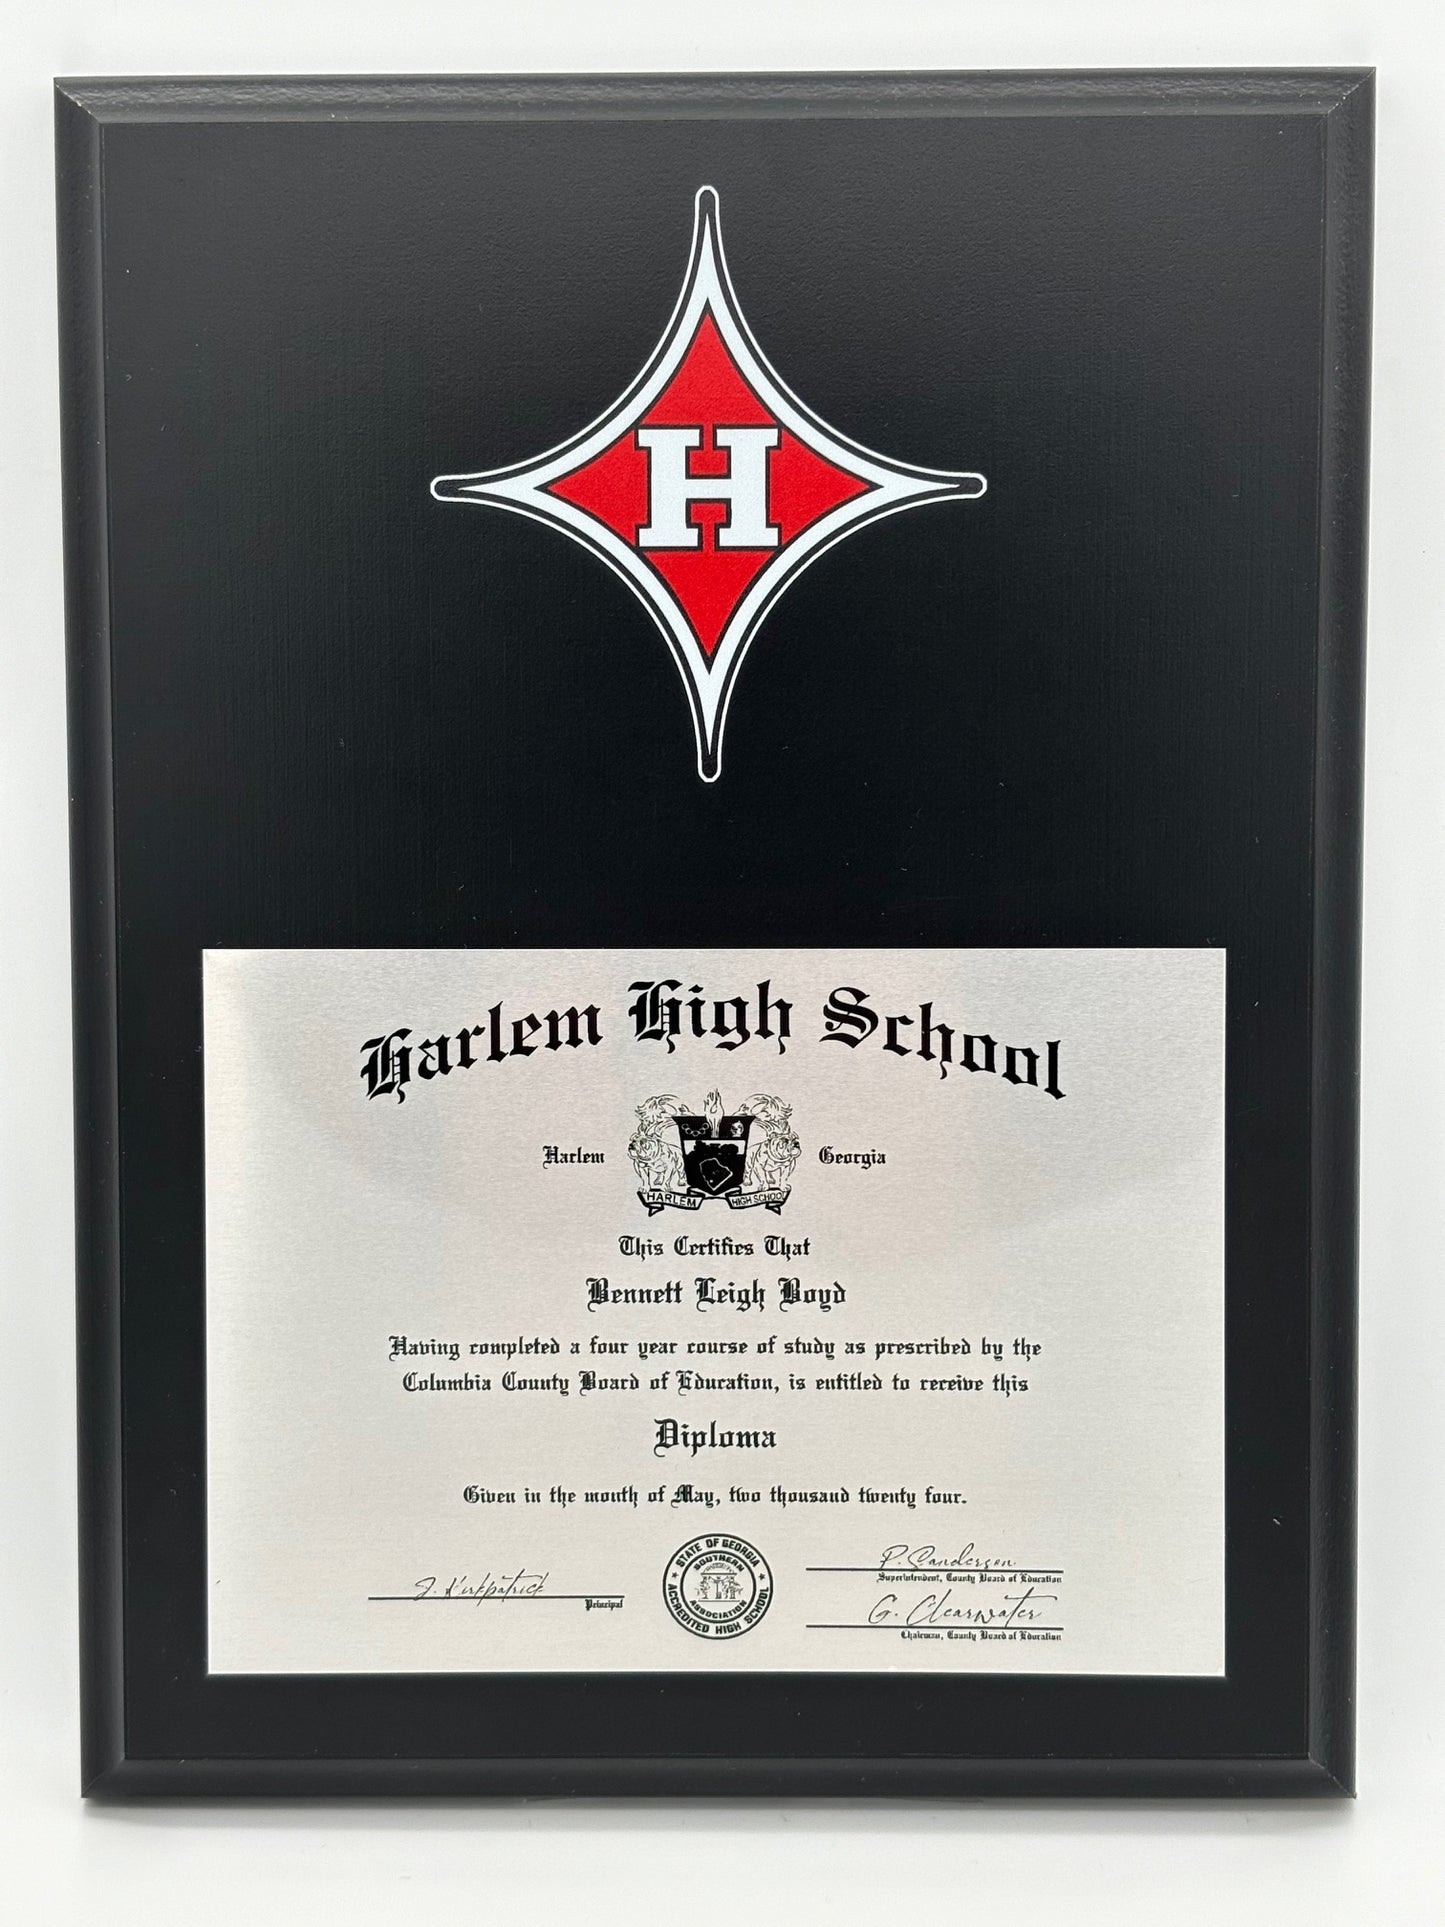 H
Harlem High School
Harlem Georgia
HARLEM HIGH SCHOOL
This Certifies That
Bennett Leigh Boyd
Having completed a four year course of study as prescribed by the
Columbia County Board of Education, is entitled to receive this
Diploma
Given in the month of May, two thousand twenty four.
J. Kirkpatrick
Principal
STATE OF GEORGIA
SOUTHERN
ASSOCIATION
ACCREDITED HIGH SCHOOL
P. Sanderson
Superintendent, County Board of Education
G. Clearwater
Chairman, County Board of Education